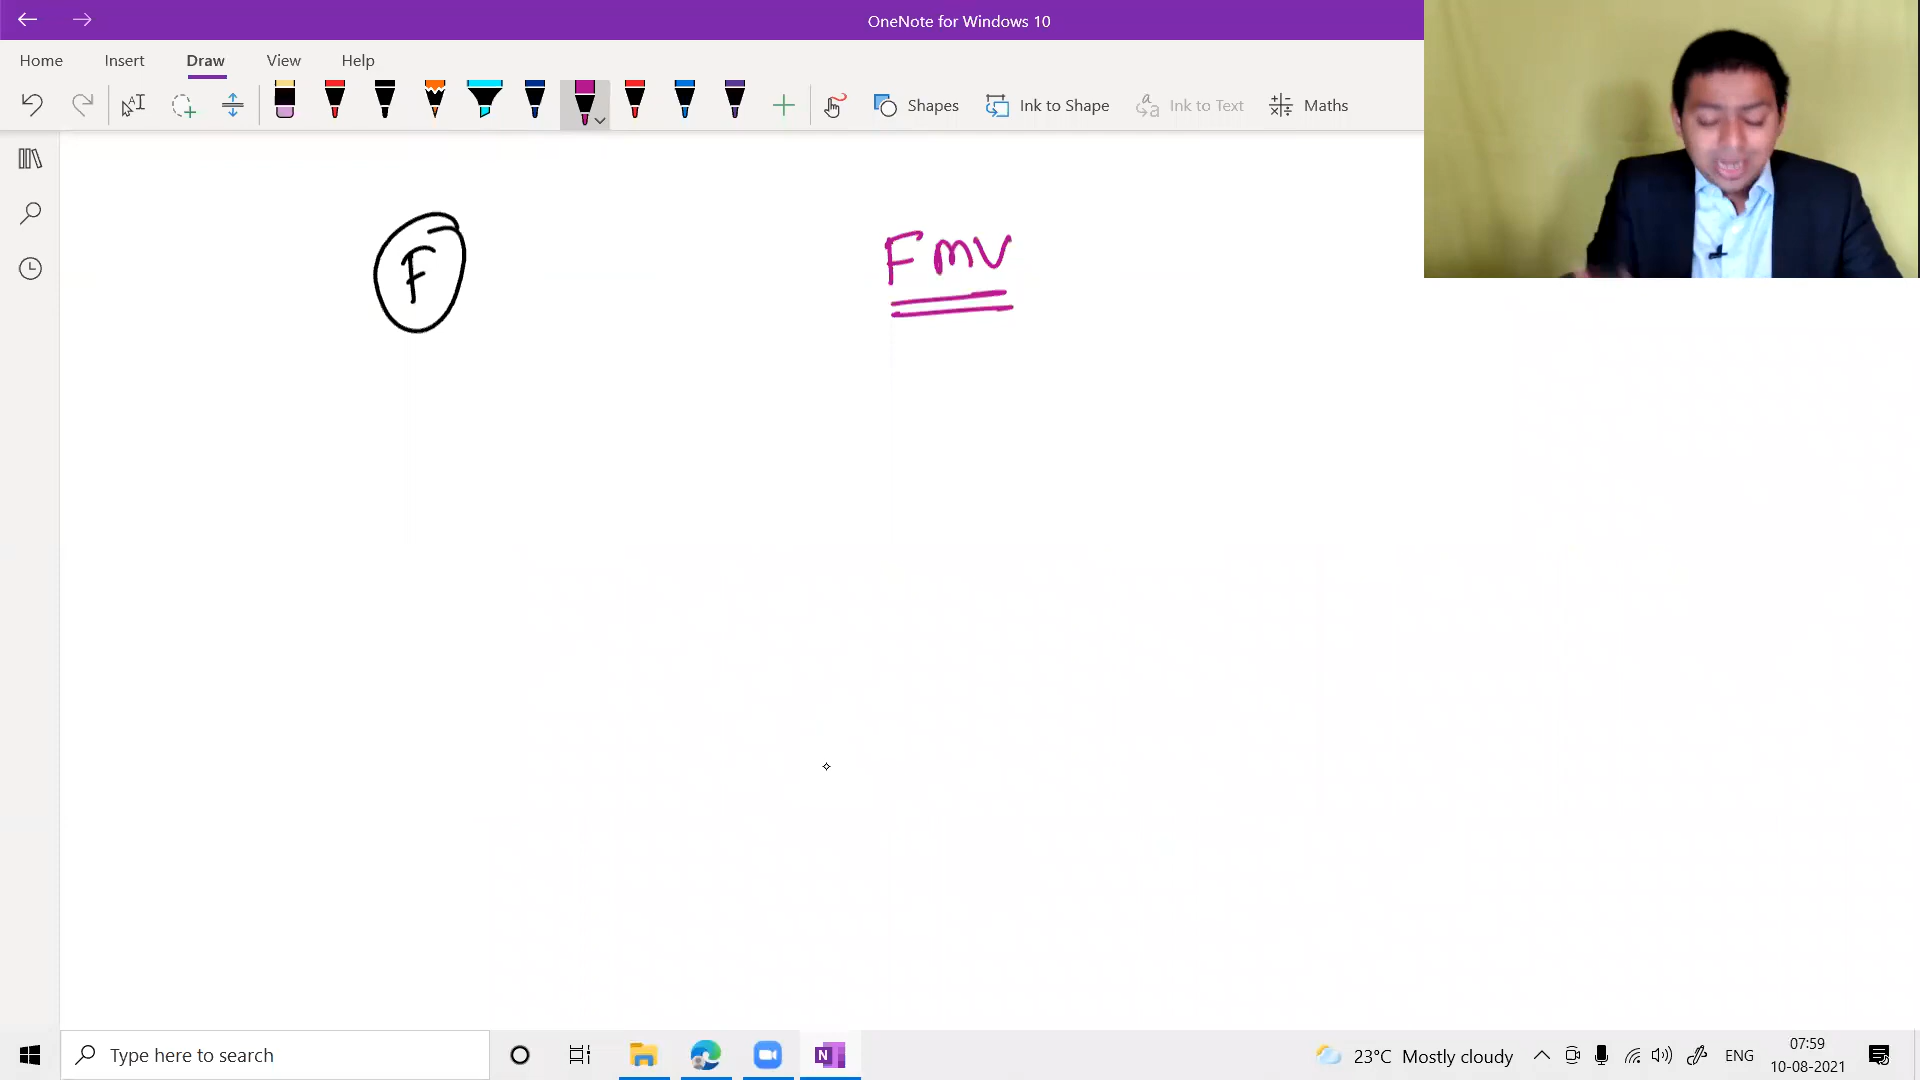 OneNote for Windows 10
Home Insert Draw View Help
Shapes Ink to Shape Ink to Text Maths
F
Fmv
Type here to search
23°C Mostly cloudy
ENG
07:59
10-08-2021